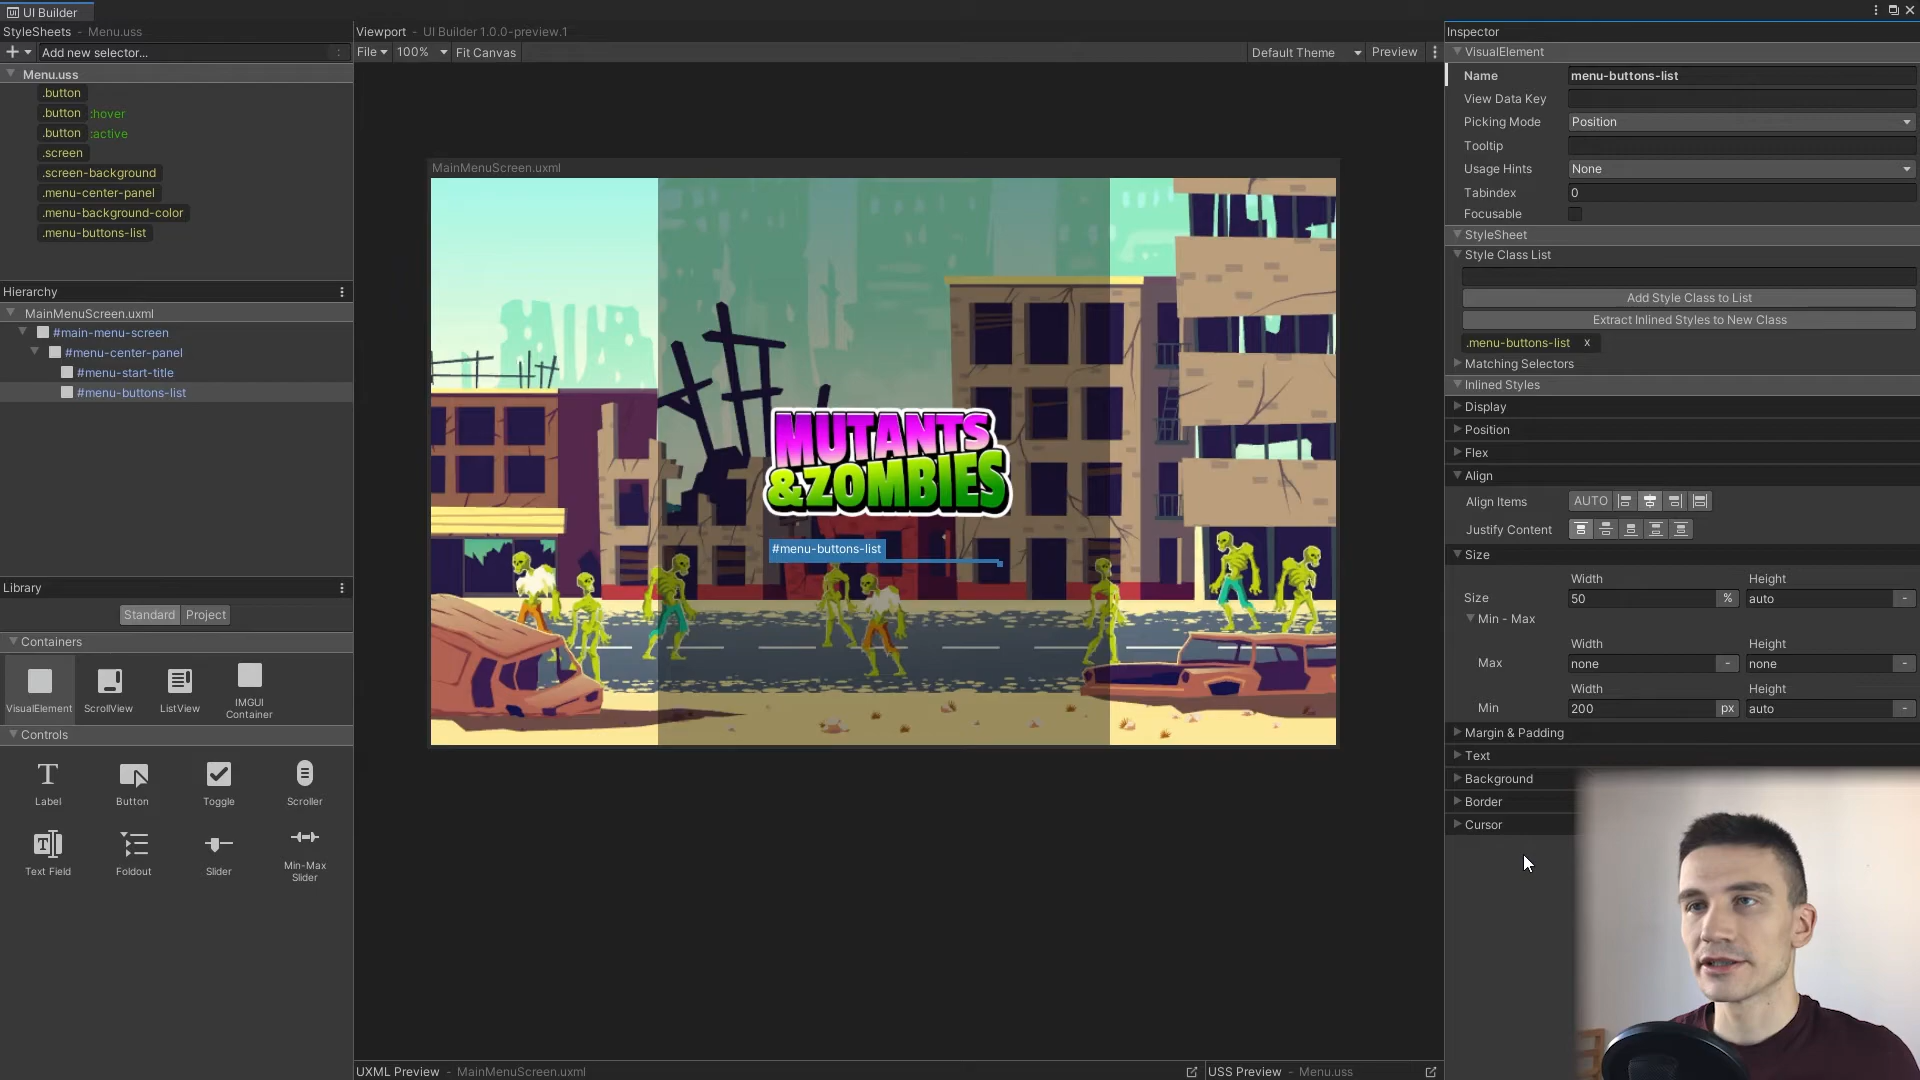 UI Builder
StyleSheets - Menu.uss
Add new selector...
Menu.uss
.button
.button :hover
.button :active
.screen
.screen-background
.menu-center-panel
.menu-background-color
.menu-buttons-list
Hierarchy
MainMenuScreen.uxml
#main-menu-screen
#menu-center-panel
#menu-start-title
#menu-buttons-list
Library
Standard Project
Containers
VisualElement ScrollView ListView IMGUI Container
Controls
Label Button Toggle Scroller
Text Field Foldout Slider Min-Max Slider
Viewport - UI Builder 1.0.0-preview.1
File 100% Fit Canvas Default Theme Preview
MainMenuScreen.uxml
MUTANTS
&ZOMBIES
#menu-buttons-list
UXML Preview - MainMenuScreen.uxml USS Preview - Menu.uss
Inspector
VisualElement
Name menu-buttons-list
View Data Key
Picking Mode Position
Tooltip
Usage Hints None
Tabindex 0
Focusable
StyleSheet
Style Class List
Add Style Class to List
Extract Inlined Styles to New Class
.menu-buttons-list x
Matching Selectors
Inlined Styles
Display
Position
Flex
Align
Align Items AUTO
Justify Content
Size
Width Height
Size 50 % auto -
Min - Max
Width Height
Max none - none -
Width Height
Min 200 px auto -
Margin & Padding
Text
Background
Border
Cursor